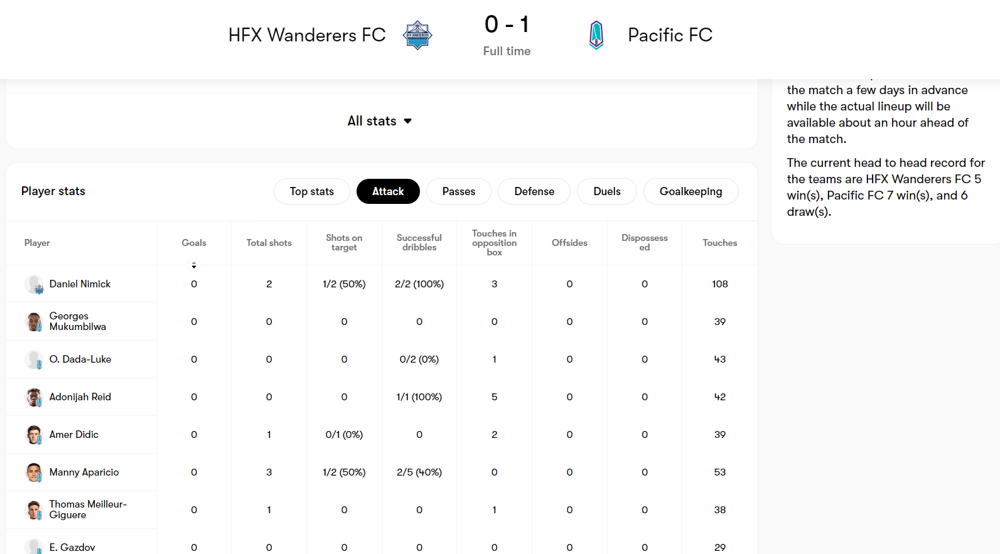 HFX Wanderers FC
HFX WANDERERS
0 - 1
Full time
Pacific FC
All stats
Player stats
Top stats
Attack
Passes
Defense
Duels
Goalkeeping
Player
Goals
Total shots
Shots on
target
Successful
dribbles
Touches in
opposition
box
Offsides
Dispossess
ed
Touches
Daniel Nimick 0 2 1/2 (50%) 2/2 (100%) 3 0 0 108
Georges
Mukumbilwa 0 0 0 0 0 0 0 39
O. Dada-Luke 0 0 0 0/2 (0%) 1 0 0 43
Adonijah Reid 0 0 0 1/1 (100%) 5 0 0 42
Amer Didic 0 1 0/1 (0%) 0 2 0 0 39
Manny Aparicio 0 3 1/2 (50%) 2/5 (40%) 0 0 0 53
Thomas Meilleur-
Giguere 0 1 0 0 1 0 0 38
E. Gazdov 0 0 0 0 0 0 0 29
the match a few days in advance
while the actual lineup will be
available about an hour ahead of
the match.
The current head to head record for
the teams are HFX Wanderers FC 5
win(s), Pacific FC 7 win(s), and 6
draw(s).